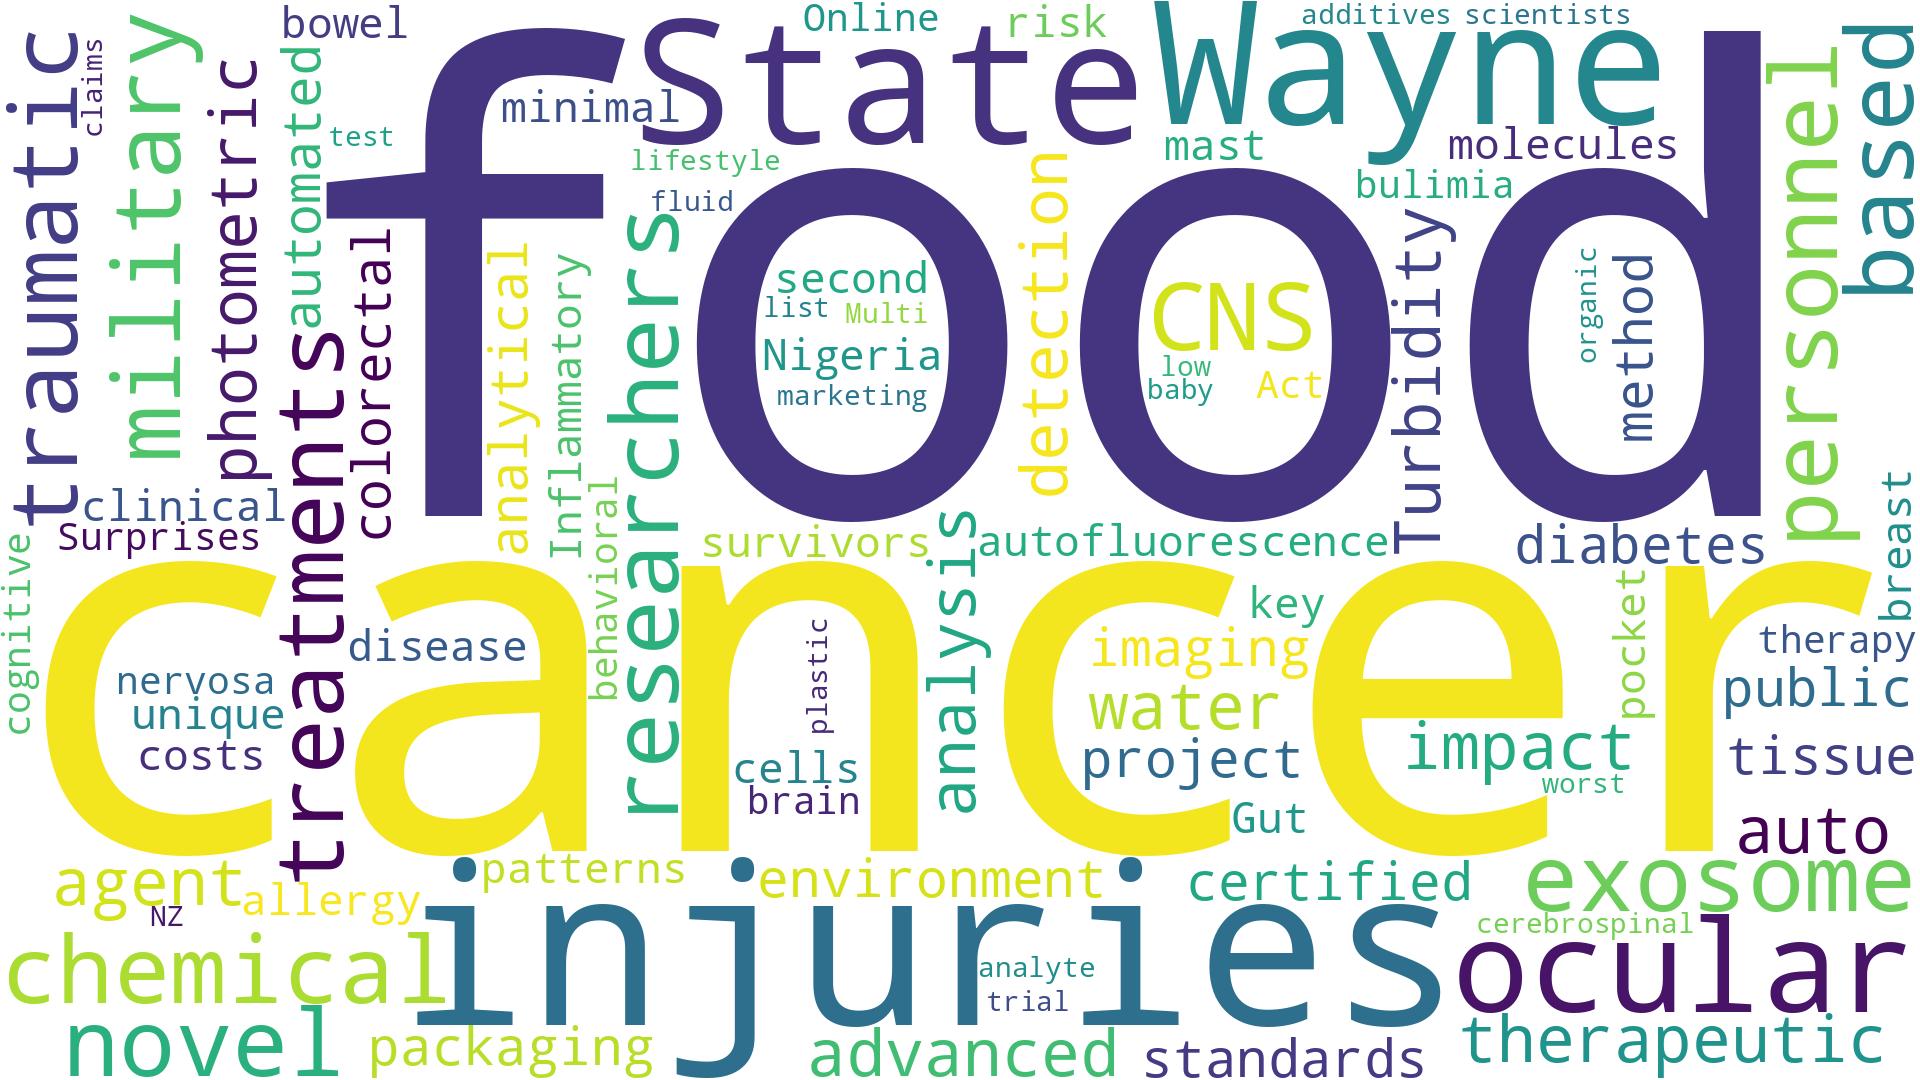 food
cancer
injuries
State
Wayne
traumatic
claims
military
photometric
bowel
automated
test
minimal
Online
risk
additives
scientists
personnel
based
lifestyle
fluid
mast
molecules
bulimia
treatments
colorectal
analytical
Inflammatory
researchers
second
list
Multi
Nigeria
marketing
detection
CNS
low
baby
Act
Turbidity
organic
method
clinical
Surprises
cognitive
behavioral
survivors
analysis
autofluorescence
diabetes
breast
disease
nervosa
unique
costs
plastic
cells
brain
key
imaging
water
project
Gut
pocket
impact
worst
therapy
public
tissue
auto
agent
NZ
allergy
patterns
environment
certified
exosome
cerebrospinal
chemical
novel
packaging
analyte
trial
advanced
standards
ocular
therapeutic